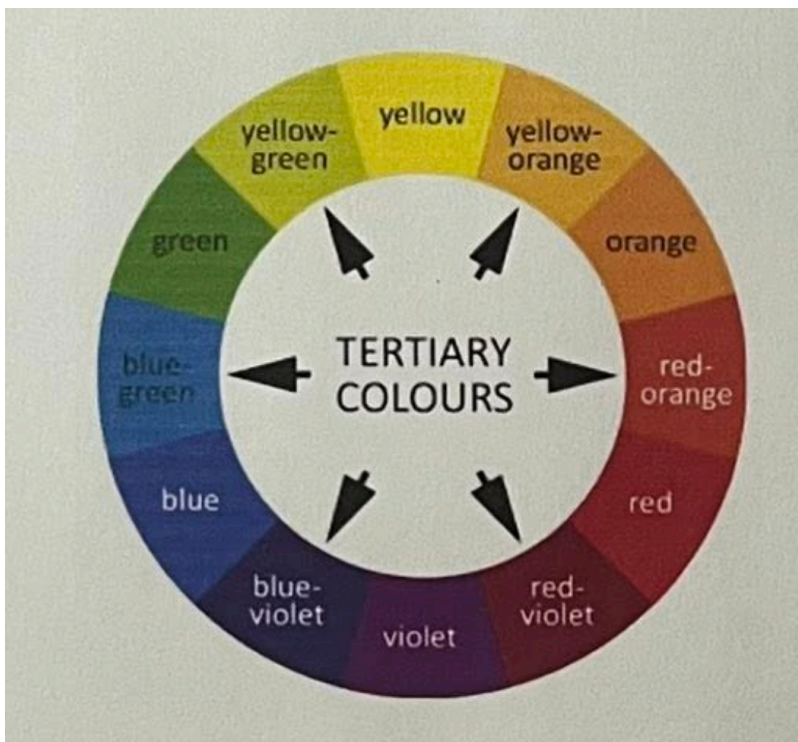 yellow
yellow-
orange
orange
red-
orange
red
red-
violet
violet
blue-
violet
blue
blue-
green
green
yellow-
green
TERTIARY
COLOURS